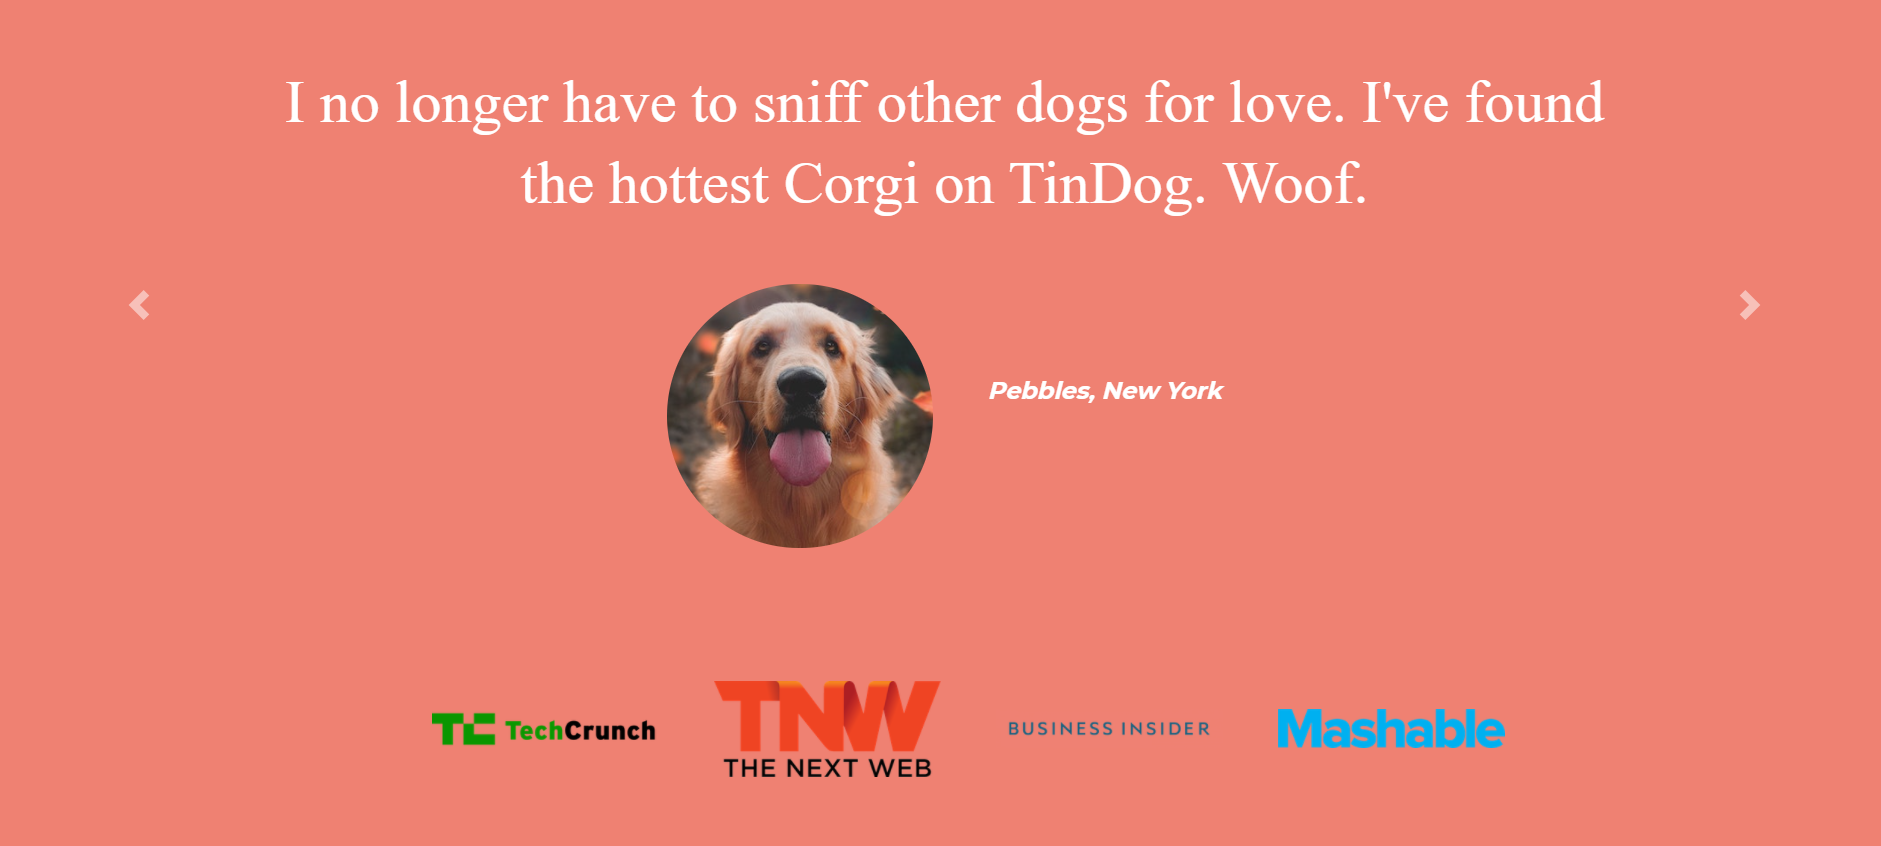 I no longer have to sniff other dogs for love. I've found
the hottest Corgi on TinDog. Woof.
Pebbles, New York
TC TechCrunch
TNW
THE NEXT WEB
BUSINESS INSIDER
Mashable